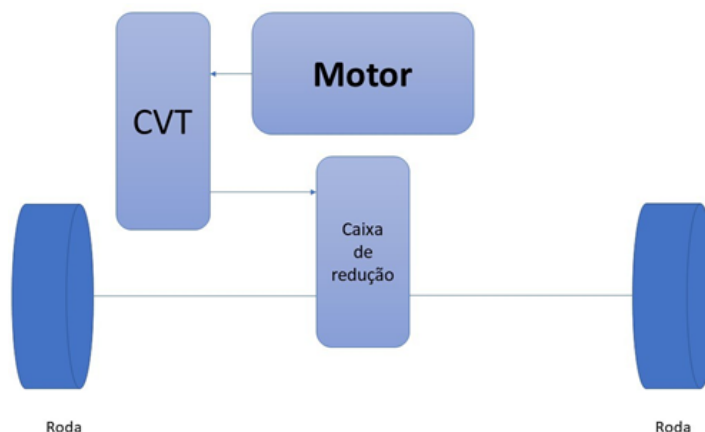 Motor
CVT
Caixa
de
redução
Roda
Roda